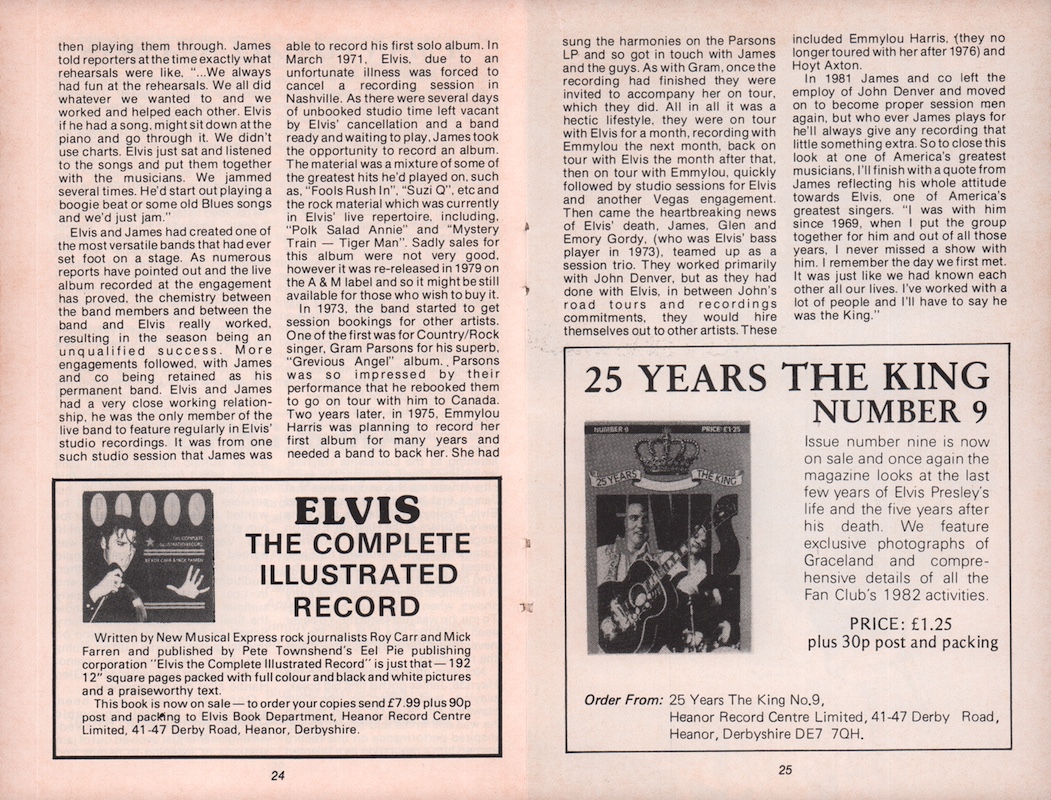 then playing them through. James
told reporters at the time exactly what
rehearsals were like, "...We always
had fun at the rehearsals. We all did
whatever we wanted to and we
worked and helped each other. Elvis
if he had a song, might sit down at the
piano and go through it. We didn't
use charts. Elvis just sat and listened
to the songs and put them together
with the musicians. We jammed
several times. He'd start out playing a
boogie beat or some old Blues songs
and we'd just jam."
Elvis and James had created one of
the most versatile bands that had ever
set foot on a stage. As numerous
reports have pointed out and the live
album recorded at the engagement
has proved, the chemistry between
the band members and between the
band and Elvis really worked,
resulting in the season being an
unqualified success. More
engagements followed, with James
and co being retained as his
permanent band. Elvis and James
had a very close working relation-
ship, he was the only member of the
live band to feature regularly in Elvis'
studio recordings. It was from one
such studio session that James was
able to record his first solo album. In
March 1971, Elvis, due to an
unfortunate illness was forced to
cancel a recording session in
Nashville. As there were several days
of unbooked studio time left vacant
by Elvis' cancellation and a band
ready and waiting to play, James took
the opportunity to record an album.
The material was a mixture of some of
the greatest hits he'd played on, such
as, "Fools Rush In", "Suzi Q", etc and
the rock material which was currently
in Elvis' live repertoire, including,
"Polk Salad Annie" and "Mystery
Train — Tiger Man". Sadly sales for
this album were not very good,
however it was re-released in 1979 on
the A & M label and so it might be still
available for those who wish to buy it.
In 1973, the band started to get
session bookings for other artists.
One of the first was for Country/Rock
singer, Gram Parsons for his superb,
"Grevious Angel" album. Parsons
was so impressed by their
performance that he rebooked them
to go on tour with him to Canada.
Two years later, in 1975, Emmylou
Harris was planning to record her
first album for many years and
needed a band to back her. She had
ELVIS
THE COMPLETE
ILLUSTRATED
RECORD
Written by New Musical Express rock journalists Roy Carr and Mick
Farren and published by Pete Townshend's Eel Pie publishing
corporation "Elvis the Complete Illustrated Record" is just that — 192
12" square pages packed with full colour and black and white pictures
and a praiseworthy text.
This book is now on sale — to order your copies send £7.99 plus 90p
post and packing to Elvis Book Department, Heanor Record Centre
Limited, 41-47 Derby Road, Heanor, Derbyshire.
24
sung the harmonies on the Parsons
LP and so got in touch with James
and the guys. As with Gram, once the
recording had finished they were
invited to accompany her on tour,
which they did. All in all it was a
hectic lifestyle, they were on tour
with Elvis for a month, recording with
Emmylou the next month, back on
tour with Elvis the month after that,
then on tour with Emmylou, quickly
followed by studio sessions for Elvis
and another Vegas engagement.
Then came the heartbreaking news
of Elvis' death, James, Glen and
Emory Gordy, (who was Elvis' bass
player in 1973), teamed up as a
session trio. They worked primarily
with John Denver, but as they had
done with Elvis, in between John's
road tours and recordings
commitments, they would hire
themselves out to other artists. These
included Emmylou Harris, (they no
longer toured with her after 1976) and
Hoyt Axton.
In 1981 James and co left the
employ of John Denver and moved
on to become proper session men
again, but who ever James plays for
he'll always give any recording that
little something extra. So to close this
look at one of America's greatest
musicians, I'll finish with a quote from
James reflecting his whole attitude
towards Elvis, one of America's
greatest singers. "I was with him
since 1969, when I put the group
together for him and out of all those
years, I never missed a show with
him. I remember the day we first met.
It was just like we had known each
other all our lives. I've worked with a
lot of people and I'll have to say he
was the King."
25 YEARS THE KING
NUMBER 9
NUMBER 9 PRICE £1·25
25 YEARS THE KING
Issue number nine is now
on sale and once again the
magazine looks at the last
few years of Elvis Presley's
life and the five years after
his death. We feature
exclusive photographs of
Graceland and compre-
hensive details of all the
Fan Club's 1982 activities.
PRICE: £1.25
plus 30p post and packing
Order From: 25 Years The King No.9,
Heanor Record Centre Limited, 41-47 Derby Road,
Heanor, Derbyshire DE7 7QH.
25